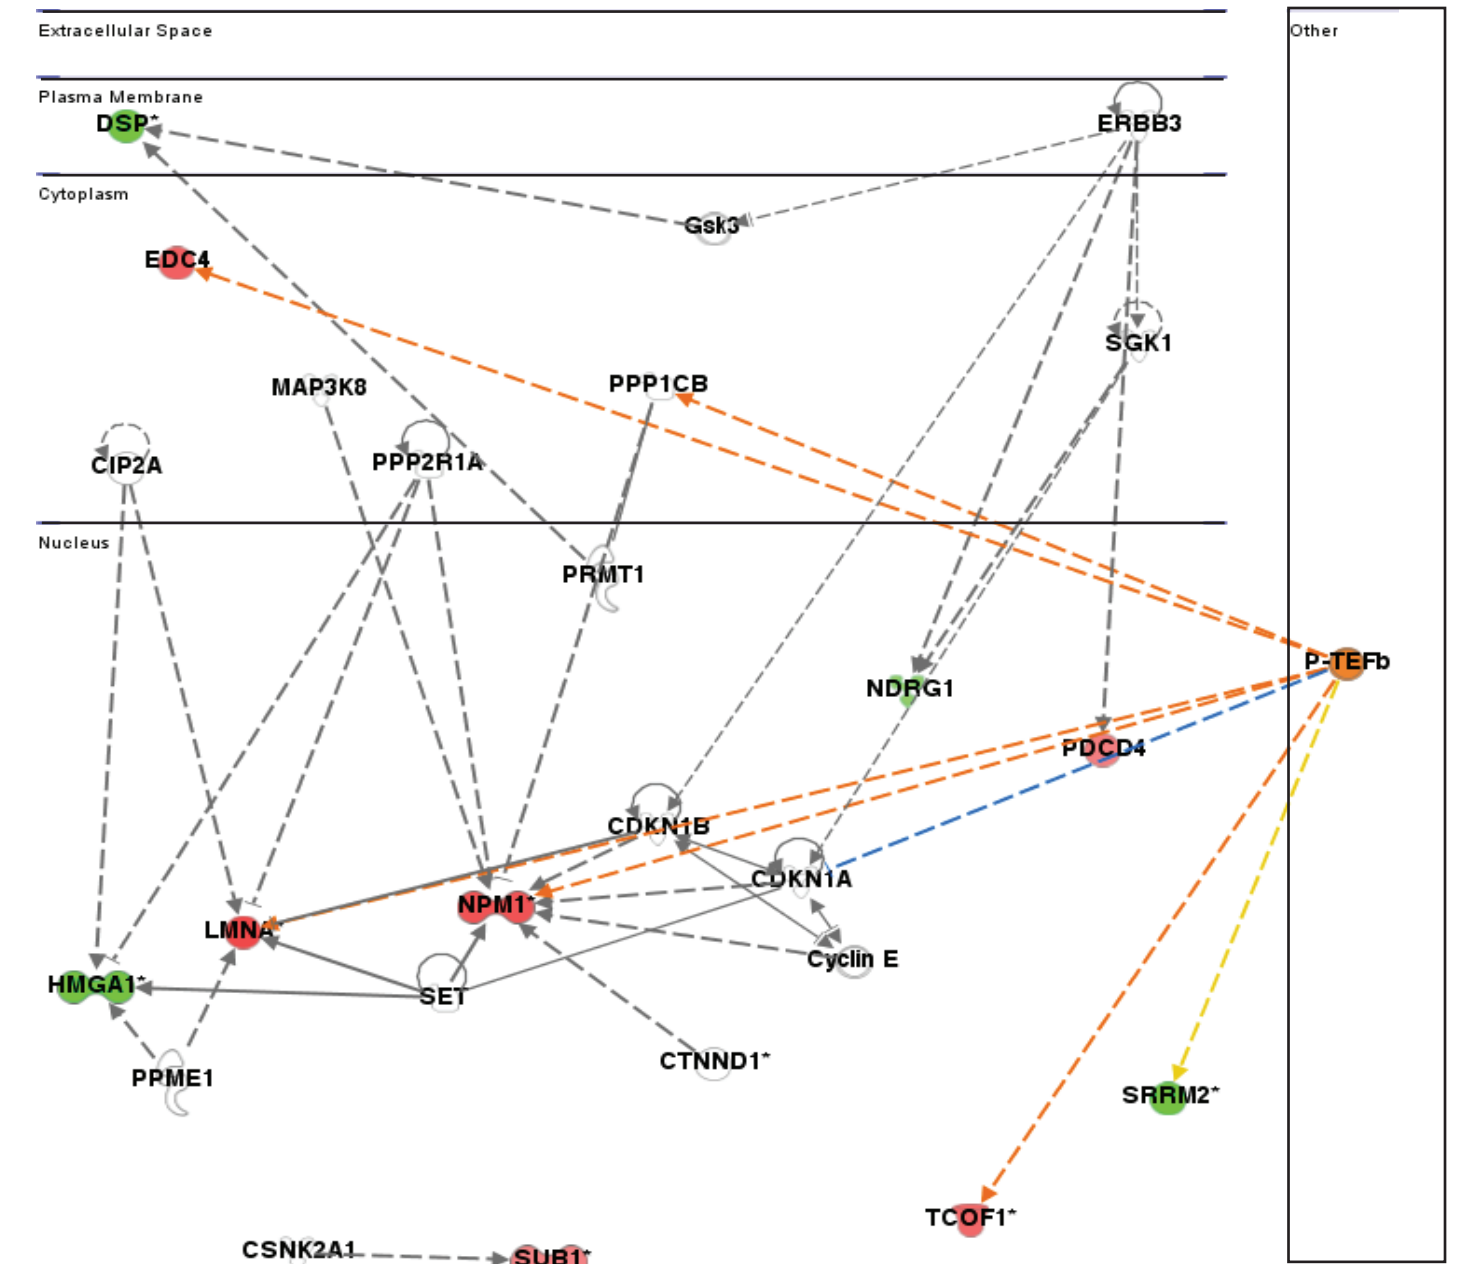 Extracellular Space
Other
Plasma Membrane
DSP*
ERBB3
Cytoplasm
Gsk3
EDC4
SGK1
MAP3K8
PPP1CB
CIP2A
PPP2R1A
Nucleus
PRMT1
P-TEFb
NDRG1
PDCD4
CDKN1B
CDKN1A
NPM1*
LMNA*
Cyclin E
HMGA1*
SET
CTNND1*
PPME1
SRRM2*
TCOF1*
CSNK2A1
SUB1*